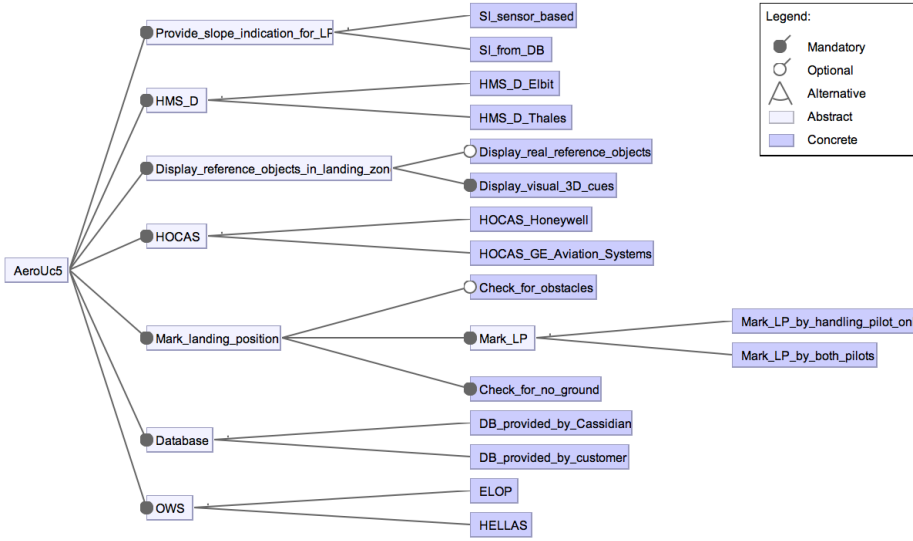 AeroUc5
Provide_slope_indication_for_LP
SI_sensor_based
SI_from_DB
HMS_D
HMS_D_Elbit
HMS_D_Thales
Display_reference_objects_in_landing_zon
Display_real_reference_objects
Display_visual_3D_cues
HOCAS
HOCAS_Honeywell
HOCAS_GE_Aviation_Systems
Mark_landing_position
Check_for_obstacles
Mark_LP
Mark_LP_by_handling_pilot_on
Mark_LP_by_both_pilots
Check_for_no_ground
Database
DB_provided_by_Cassidian
DB_provided_by_customer
OWS
ELOP
HELLAS
Legend:
Mandatory
Optional
Alternative
Abstract
Concrete